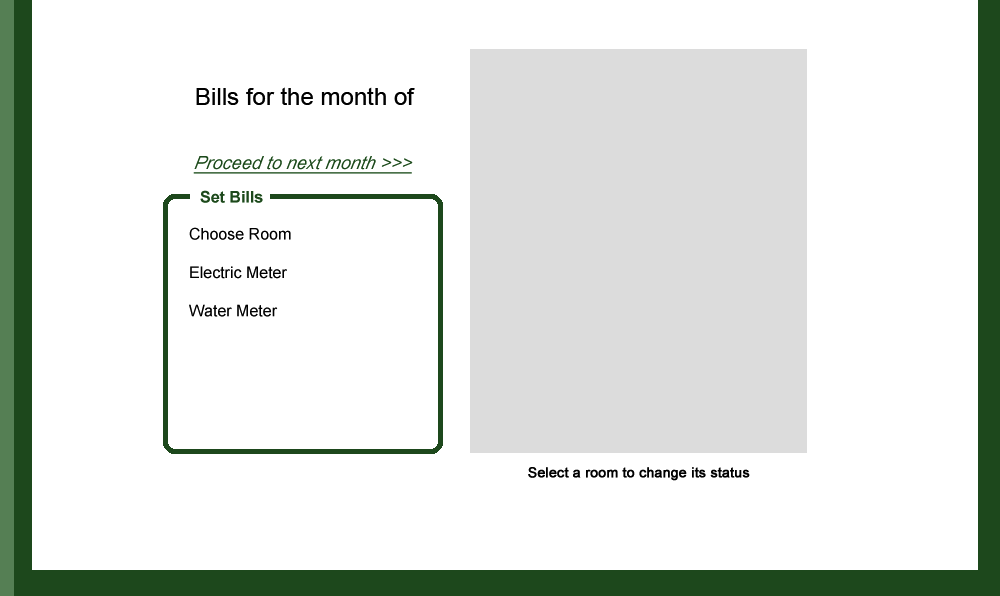 Bills for the month of
Proceed to next month >>>
Set Bills
Choose Room
Electric Meter
Water Meter
Select a room to change its status